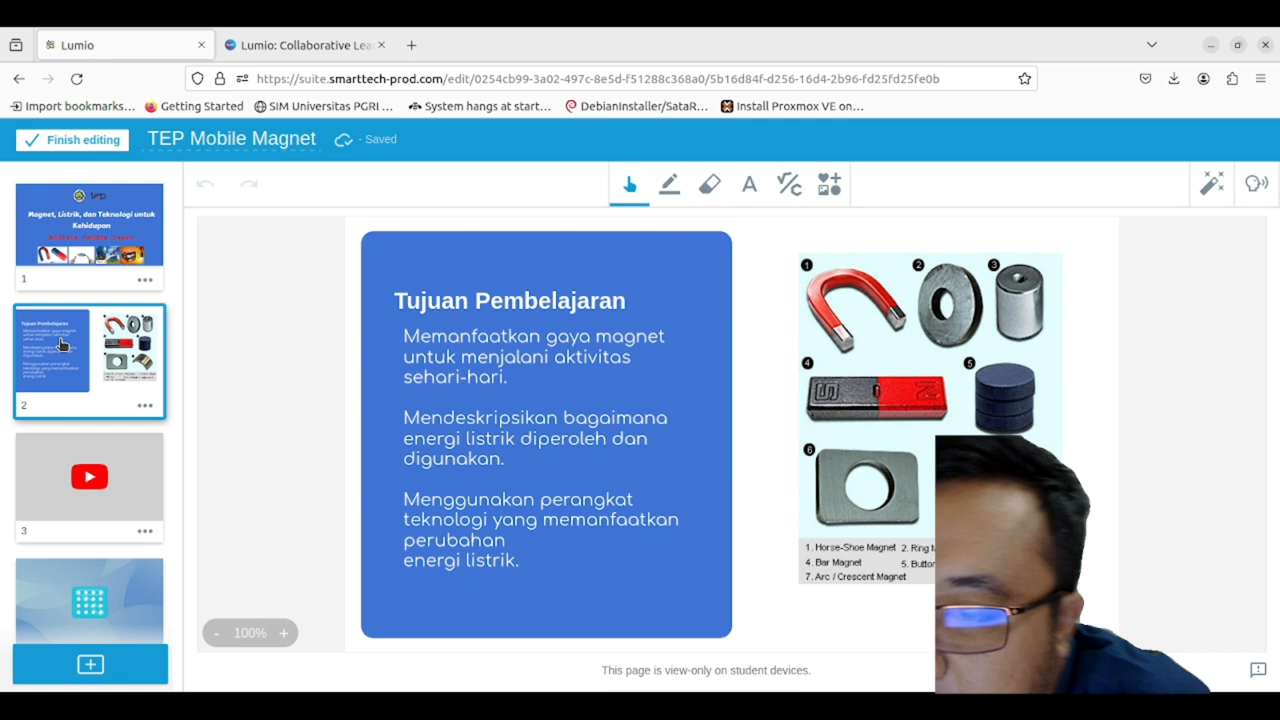 Lumio
Lumio: Collaborative Lea
https://suite.smarttech-prod.com/edit/0254cb99-3a02-497c-8e5d-f51288c368a0/5b16d84f-d256-16d4-2b96-fd25fd25fe0b
Import bookmarks...
Getting Started
SIM Universitas PGRI ...
System hangs at start...
DebianInstaller/SataR...
Install Proxmox VE on...
Finish editing
TEP Mobile Magnet
- Saved
tep
Magnet, Listrik, dan Teknologi untuk
Kehidupan
1
Tujuan Pembelajaran
2
3
Tujuan Pembelajaran
Memanfaatkan gaya magnet
untuk menjalani aktivitas
sehari-hari.
Mendeskripsikan bagaimana
energi listrik diperoleh dan
digunakan.
Menggunakan perangkat
teknologi yang memanfaatkan
perubahan
energi listrik.
1 2 3
4 5
S N
6
1. Horse-Shoe Magnet 2. Ring
4. Bar Magnet 5. Button
7. Arc / Crescent Magnet
- 100% +
This page is view-only on student devices.